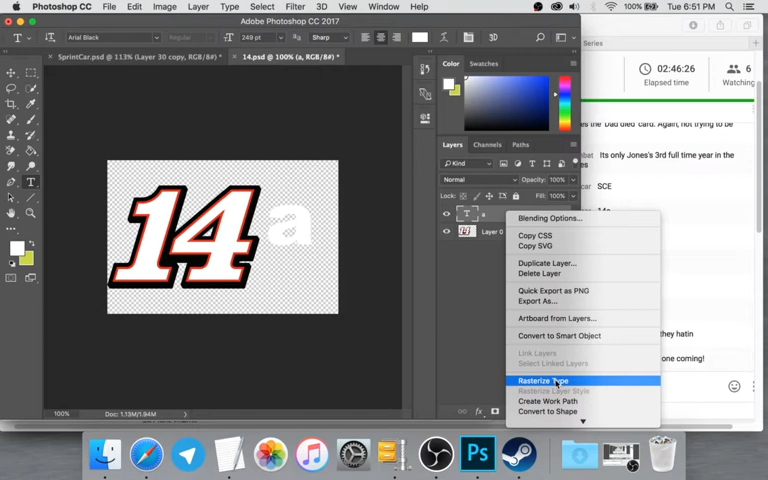 Photoshop File Edit Image Layer Type Select Filter 3D View Window Help 100% Tue 6:51 PM
Adobe Photoshop CC 2017
T Arial Black Regular 249 pt Sharp 3D
SprintCar.psd @ 113% (Layer 30 copy, RGB/8#) * 14.psd @ 100% (a, RGB/8#) *
Series
02:46:26 6
Elapsed time Watching
Color Swatches
Layers Channels Paths
Kind
Normal Opacity: 100%
Lock: Fill: 100%
T a
Layer 0
14a
Blending Options...
Copy CSS
Copy SVG
Duplicate Layer...
Delete Layer
Quick Export as PNG
Export As...
Artboard from Layers...
Convert to Smart Object
Link Layers
Select Linked Layers
Rasterize Type
Rasterize Layer Style
Create Work Path
Convert to Shape
100% Doc: 1.13M/1.94M
fx
es the 'Dad died' card. Again, not trying to be
Its only Jones's 3rd full time year in the
SCE
14a
they hatin
one coming!
Ps